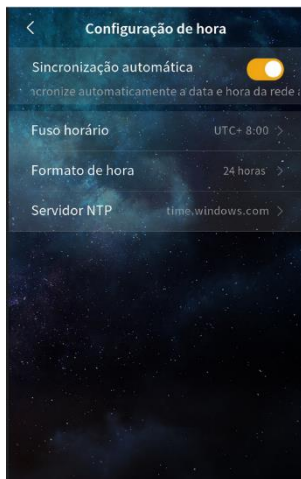 Configuração de hora
Sincronização automática
ncronize automaticamente a data e hora da rede
Fuso horário UTC+ 8:00 >
Formato de hora 24 horas >
Servidor NTP time.windows.com >